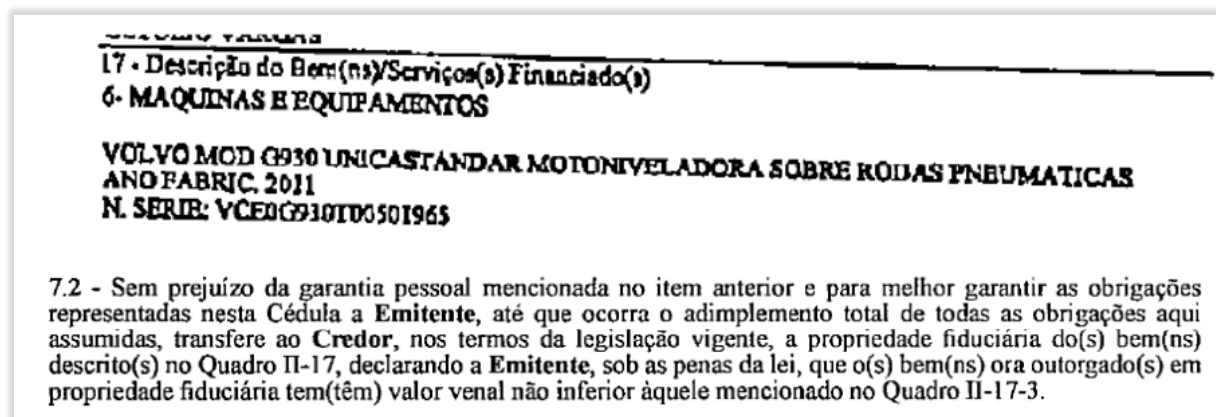 GETULIO VARGAS
17 - Descrição do Bem(ns)/Serviços(s) Financiado(s)
6- MAQUINAS E EQUIPAMENTOS
VOLVO MOD G930 UNICASTANDAR MOTONIVELADORA SOBRE RODAS PNEUMATICAS
ANO FABRIC. 2011
N. SERIE: VCE0G930T00501965
7.2 - Sem prejuízo da garantia pessoal mencionada no item anterior e para melhor garantir as obrigações
representadas nesta Cédula a Emitente, até que ocorra o adimplemento total de todas as obrigações aqui
assumidas, transfere ao Credor, nos termos da legislação vigente, a propriedade fiduciária do(s) bem(ns)
descrito(s) no Quadro II-17, declarando a Emitente, sob as penas da lei, que o(s) bem(ns) ora outorgado(s) em
propriedade fiduciária tem(têm) valor venal não inferior àquele mencionado no Quadro II-17-3.